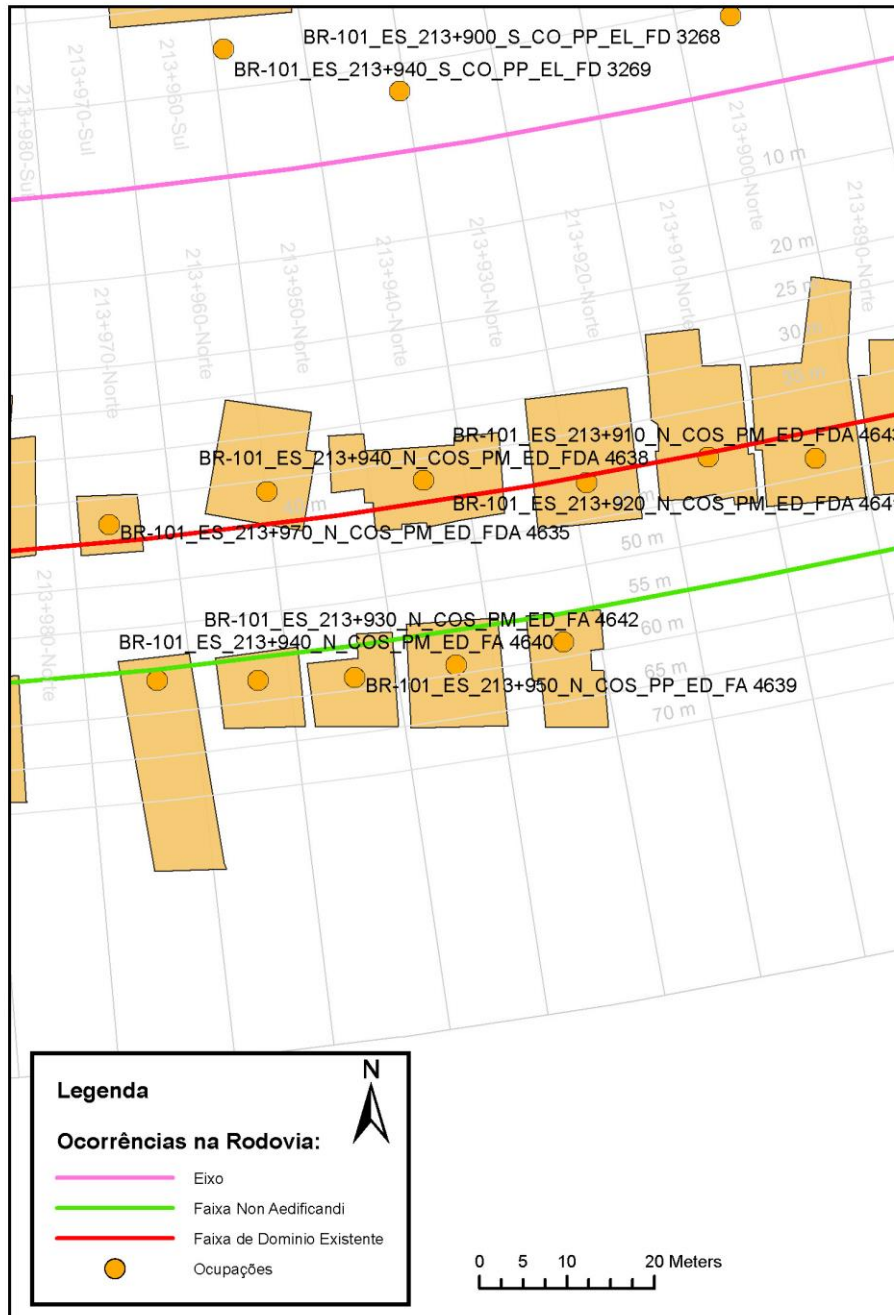 BR-101_ES_213+900_S_CO_PP_EL_FD 3268
BR-101_ES_213+940_S_CO_PP_EL_FD 3269
213+980-Sul
213+970-Sul
213+960-Sul
213+900-Norte
10 m
213+890-Norte
213+910-Norte
213+920-Norte
213+930-Norte
213+940-Norte
213+950-Norte
213+960-Norte
213+970-Norte
20 m
25 m
30 m
BR-101_ES_213+910_N_COS_PM_ED_FDA 4643
BR-101_ES_213+940_N_COS_PM_ED_FDA 4638
BR-101_ES_213+920_N_COS_PM_ED_FDA 464
BR-101_ES_213+970_N_COS_PM_ED_FDA 4635
50 m
55 m
213+980-Norte
BR-101_ES_213+930_N_COS_PM_ED_FA 4642
60 m
BR-101_ES_213+940_N_COS_PM_ED_FA 4640
65 m
BR-101_ES_213+950_N_COS_PP_ED_FA 4639
70 m
N
Legenda
Ocorrências na Rodovia:
Eixo
Faixa Non Aedificandi
Faixa de Dominio Existente
Ocupações
0 5 10 20 Meters